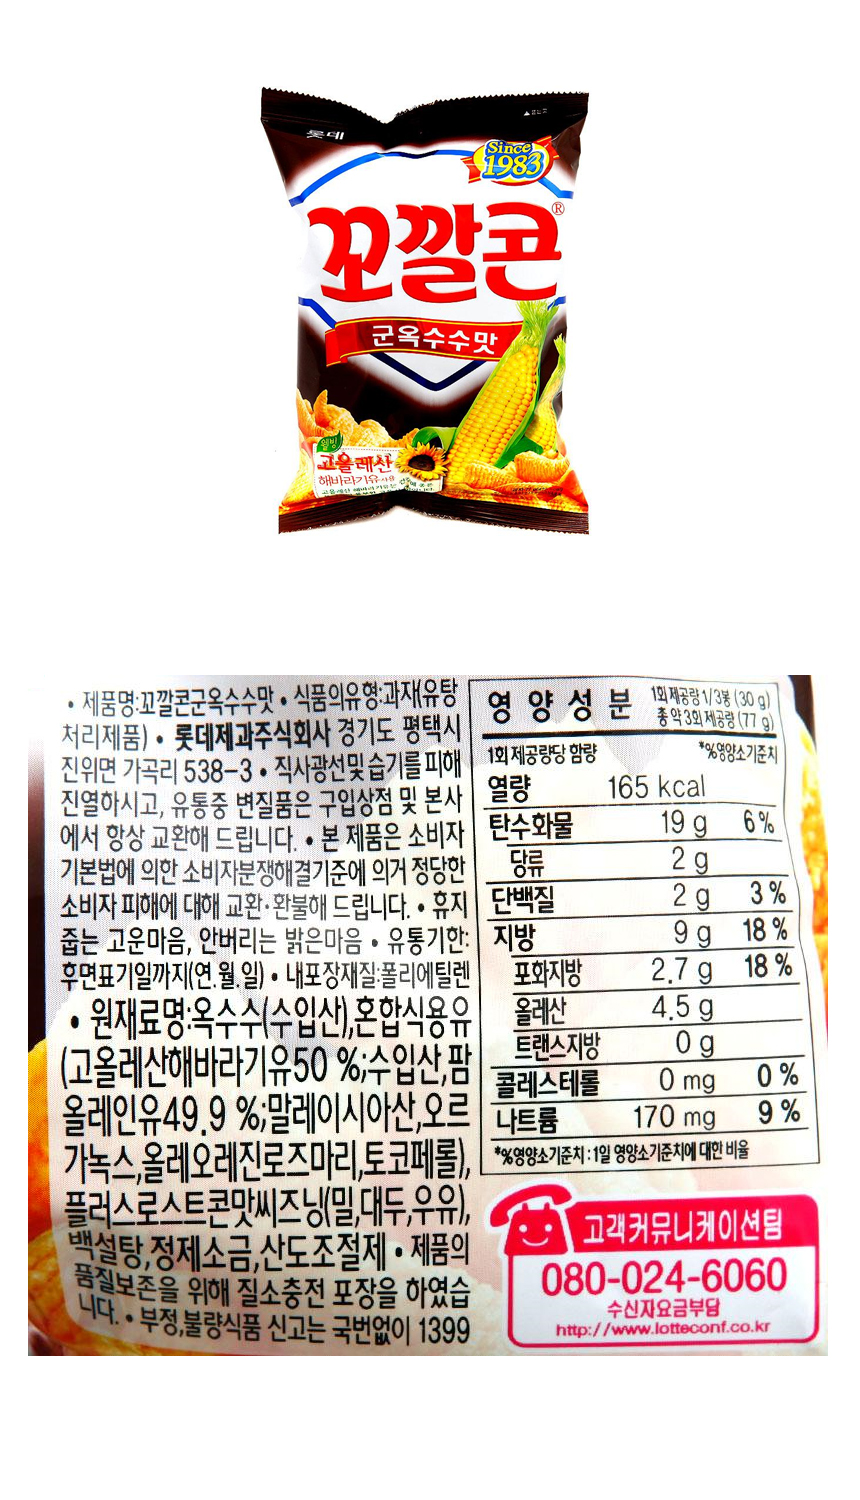 롯데
Since
1983
꼬깔콘®
군옥수수맛
웰빙
고올레산
해바라기유사용
• 제품명:꼬깔콘군옥수수맛 • 식품의유형:과자(유탕
처리제품) • 롯데제과주식회사 경기도 평택시
진위면 가곡리 538-3 • 직사광선및습기를피해
진열하시고, 유통중 변질품은 구입상점 및 본사
에서 항상 교환해 드립니다. • 본 제품은 소비자
기본법에 의한 소비자분쟁해결기준에 의거 정당한
소비자 피해에 대해 교환·환불해 드립니다. • 휴지
줍는 고운마음, 안버리는 밝은마음 • 유통기한:
후면표기일까지(연.월.일) • 내포장재질:폴리에틸렌
• 원재료명:옥수수(수입산),혼합식용유
(고올레산해바라기유50 %;수입산,팜
올레인유49.9 %;말레이시아산,오르
가녹스,올레오레진로즈마리,토코페롤),
플러스로스트콘맛씨즈닝(밀,대두,우유),
백설탕,정제소금,산도조절제 • 제품의
품질보존을 위해 질소충전 포장을 하였습
니다. • 부정,불량식품 신고는 국번없이 1399
영 양 성 분 1회 제공량 1/3봉 (30 g)
총 약 3회 제공량 (77 g)
1회 제공량당 함량 *%영양소기준치
열량 165 kcal
탄수화물 19 g 6 %
당류 2 g
단백질 2 g 3 %
지방 9 g 18 %
포화지방 2.7 g 18 %
올레산 4.5 g
트랜스지방 0 g
콜레스테롤 0 mg 0 %
나트륨 170 mg 9 %
*%영양소기준치 : 1일 영양소기준치에 대한 비율
고객커뮤니케이션팀
080-024-6060
수신자요금부담
http://www.lotteconf.co.kr